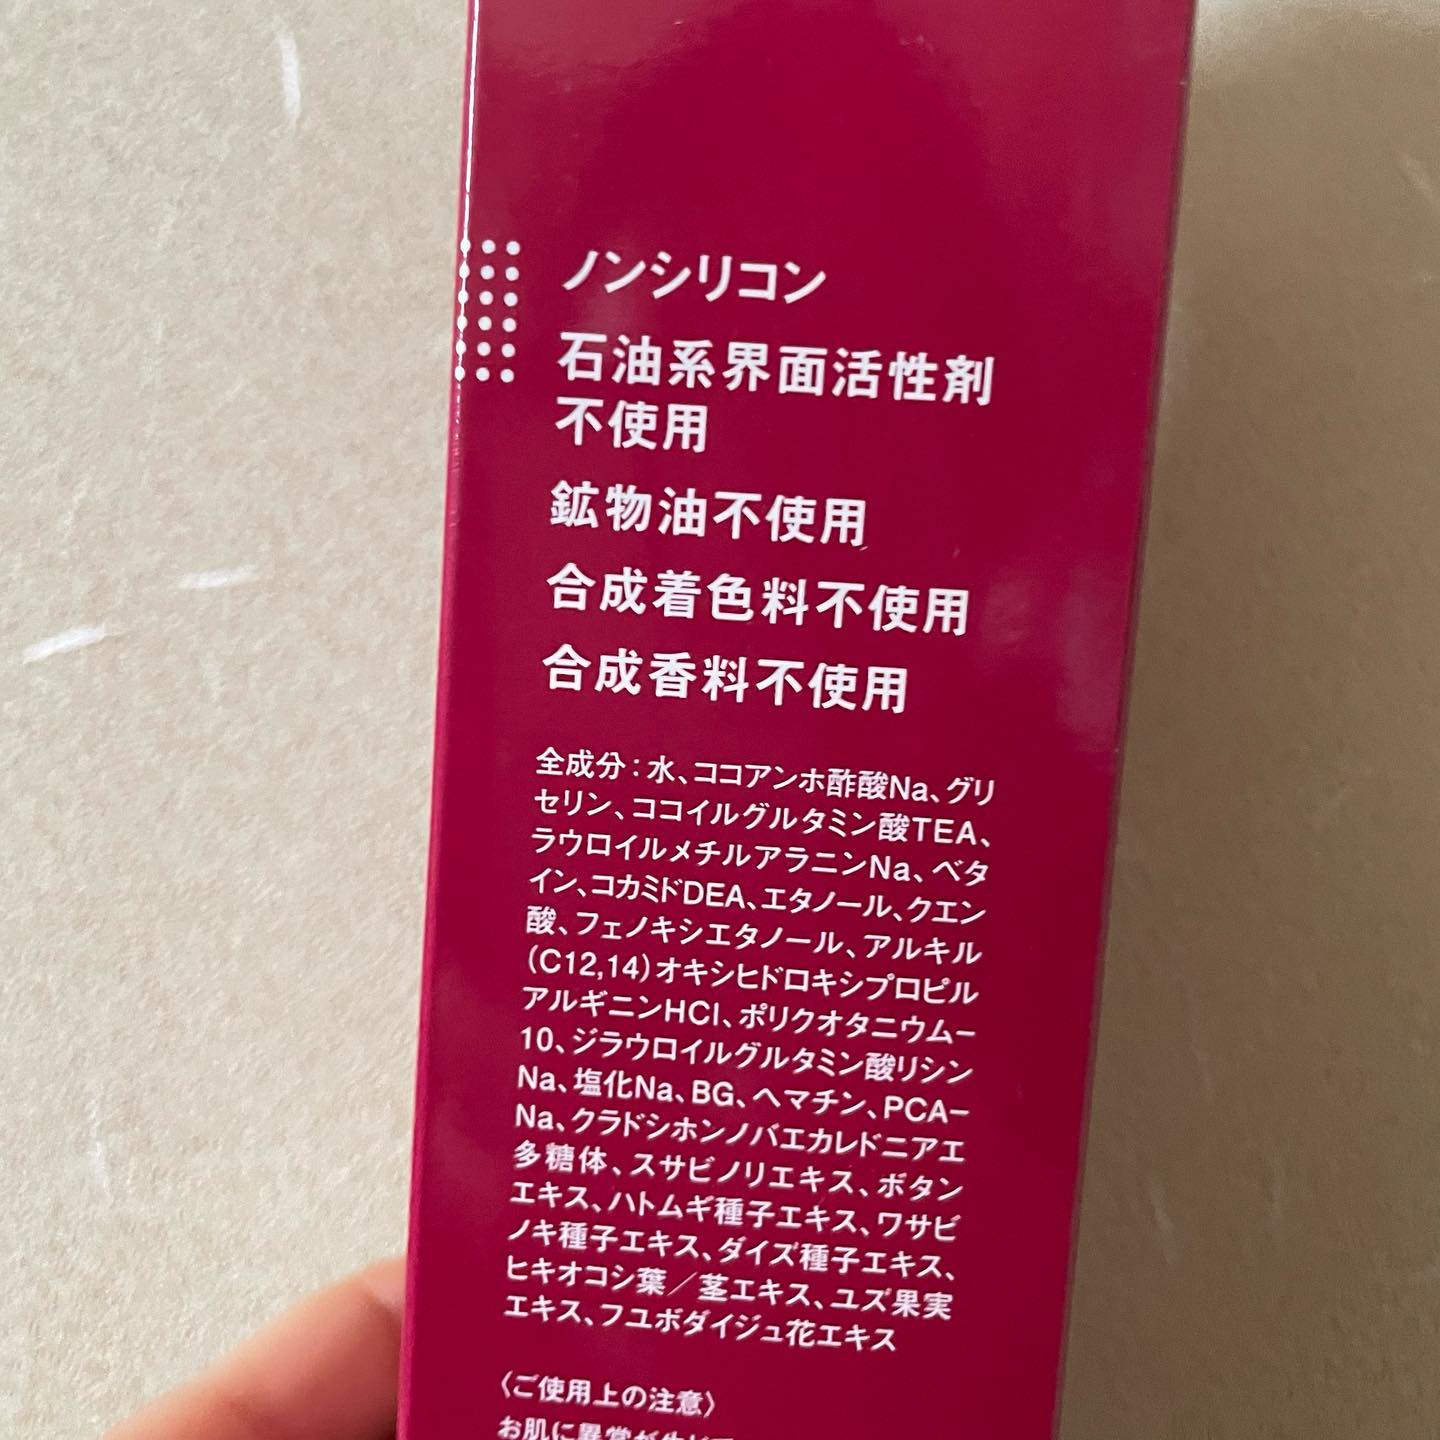 ノンシリコン
石油系界面活性剤
不使用
鉱物油不使用
合成着色料不使用
合成香料不使用
全成分：水、ココアンホ酢酸Na、グリ
セリン、ココイルグルタミン酸TEA、
ラウロイルメチルアラニンNa、ベタ
イン、コカミドDEA、エタノール、クエン
酸、フェノキシエタノール、アルキル
（C12,14）オキシヒドロキシプロピル
アルギニンHCl、ポリクオタニウム－
10、ジラウロイルグルタミン酸リシン
Na、塩化Na、BG、ヘマチン、PCA－
Na、クラドシホンノバエカレドニアエ
多糖体、スサビノリエキス、ボタン
エキス、ハトムギ種子エキス、ワサビ
ノキ種子エキス、ダイズ種子エキス、
ヒキオコシ葉／茎エキス、ユズ果実
エキス、フユボダイジュ花エキス
〈ご使用上の注意〉
お肌に異常が生じて